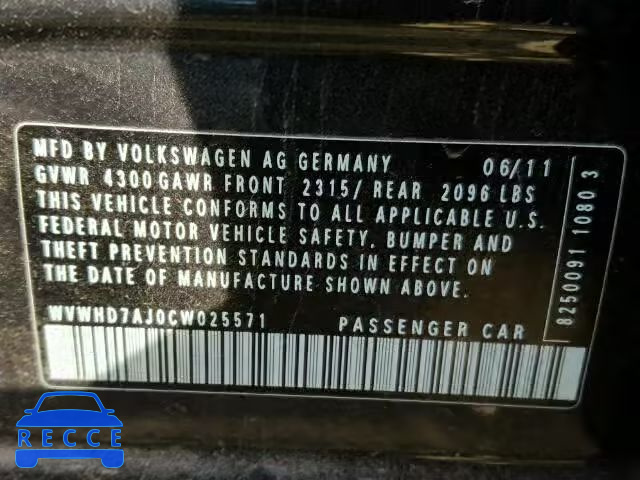 MFD BY VOLKSWAGEN AG GERMANY 06/11
GVWR 4300 GAWR FRONT 2315/ REAR 2096 LBS
THIS VEHICLE CONFORMS TO ALL APPLICABLE U.S.
FEDERAL MOTOR VEHICLE SAFETY, BUMPER AND
THEFT PREVENTION STANDARDS IN EFFECT ON
THE DATE OF MANUFACTURE SHOWN ABOVE.
WVWHD7AJ0CW025571 PASSENGER CAR
8250091 1080 3
RECCE